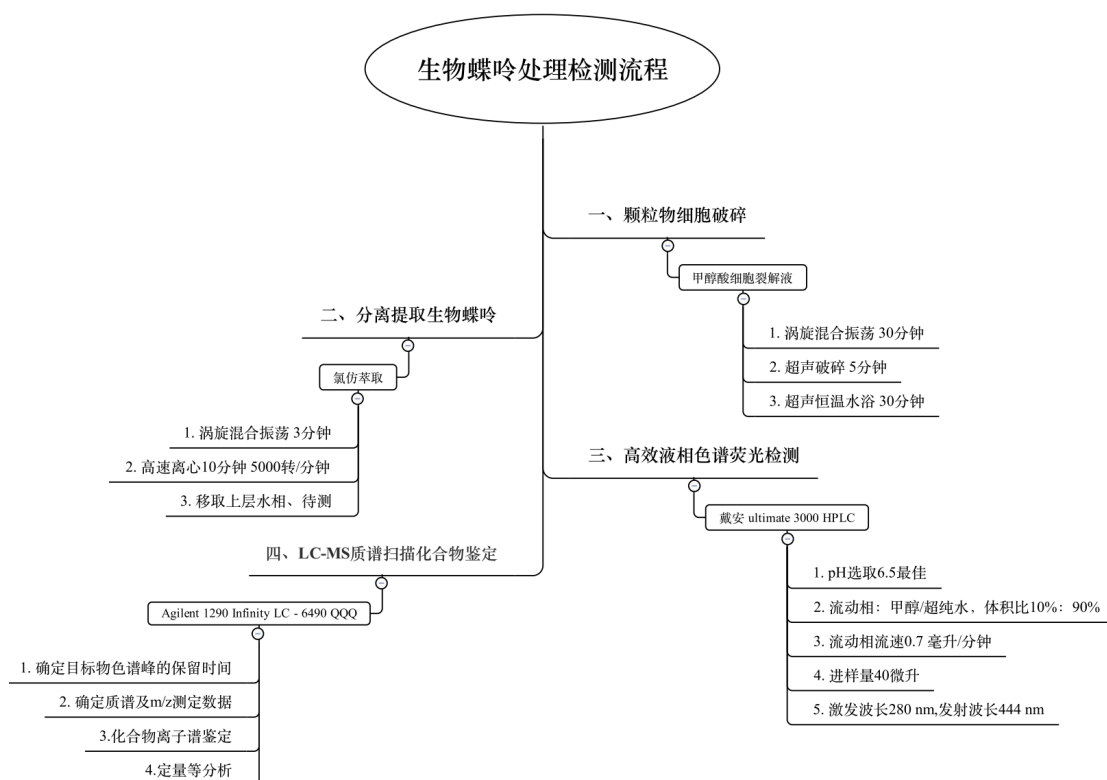 生物蝶呤处理检测流程
一、颗粒物细胞破碎
甲醇酸细胞裂解液
1. 涡旋混合振荡 30分钟
2. 超声破碎 5分钟
3. 超声恒温水浴 30分钟
二、分离提取生物蝶呤
氯仿萃取
1. 涡旋混合振荡 3分钟
2. 高速离心10分钟 5000转/分钟
3. 移取上层水相、待测
三、高效液相色谱荧光检测
戴安 ultimate 3000 HPLC
1. pH选取6.5最佳
2. 流动相：甲醇/超纯水，体积比10%：90%
3. 流动相流速0.7 毫升/分钟
4. 进样量40微升
5. 激发波长280 nm,发射波长444 nm
四、LC-MS质谱扫描化合物鉴定
Agilent 1290 Infinity LC - 6490 QQQ
1. 确定目标物色谱峰的保留时间
2. 确定质谱及m/z测定数据
3.化合物离子谱鉴定
4.定量等分析